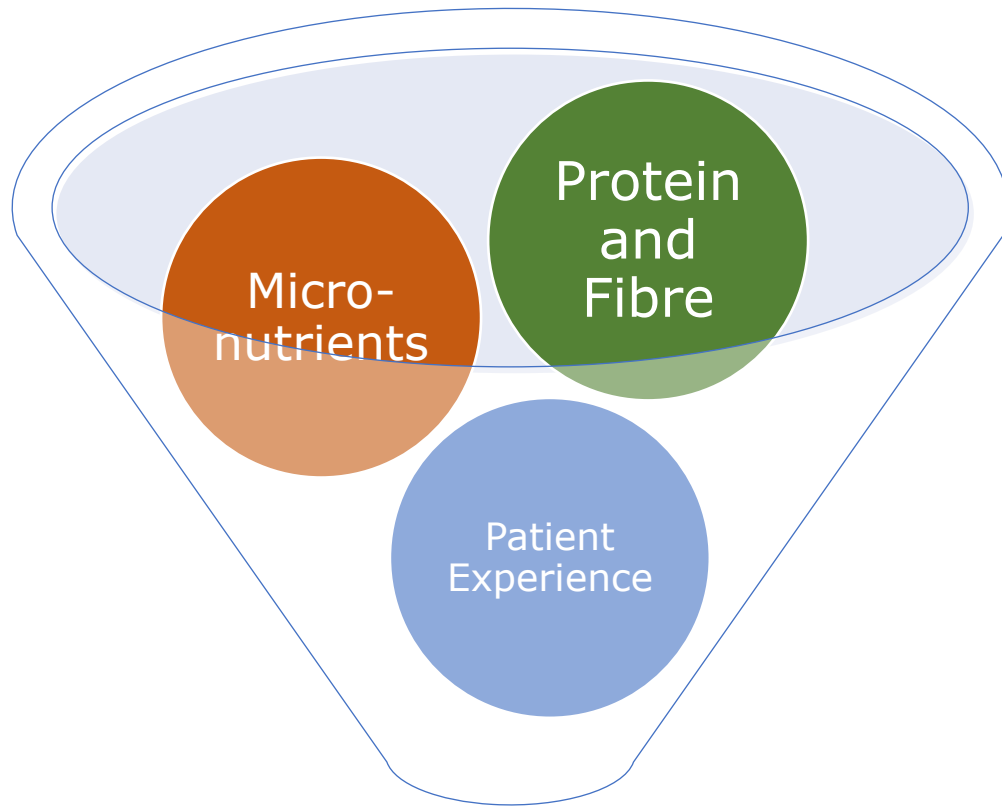 Micro-
nutrients
Protein
and
Fibre
Patient
Experience